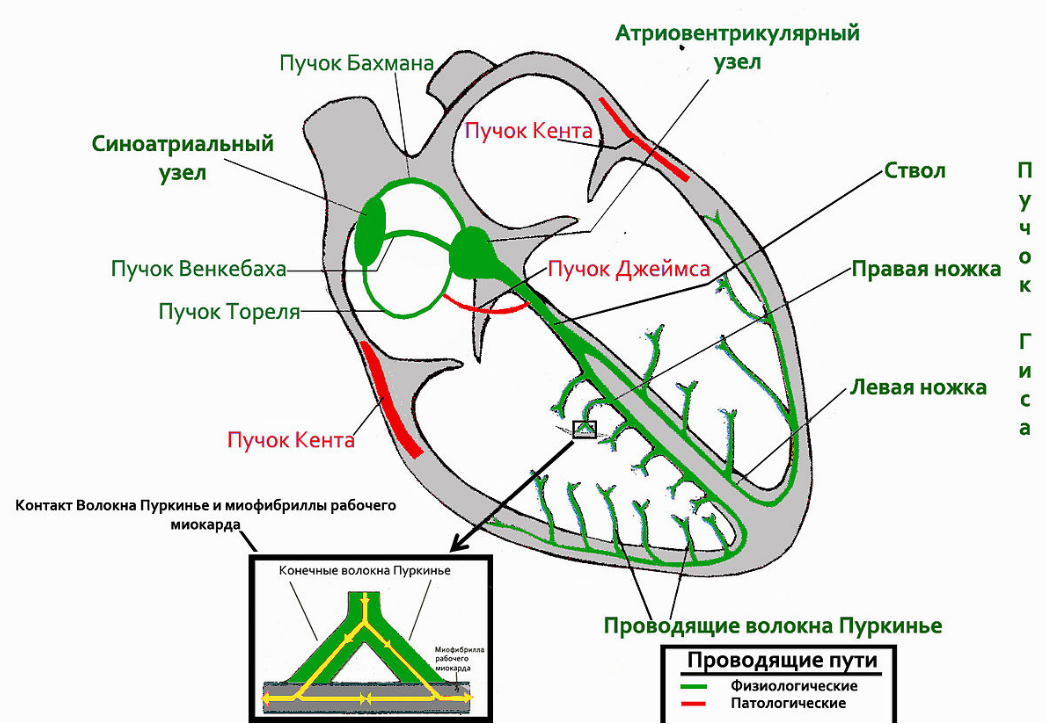 Атриовентрикулярный
узел
Пучок Бахмана
Пучок Кента
Синоатриальный
узел
Ствол
Пучок Гиса
Пучок Венкебаха
Пучок Джеймса
Правая ножка
Пучок Тореля
Левая ножка
Пучок Кента
Контакт Волокна Пуркинье и миофибриллы рабочего
миокарда
Конечные волокна Пуркинье
Миофибрилла
рабочего
миокарда
Проводящие волокна Пуркинье
Проводящие пути
Физиологические
Патологические